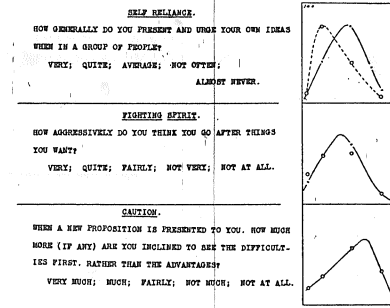 SELF RELIANCE.
HOW GENERALLY DO YOU PRESENT AND URGE YOUR OWN IDEAS
WHEN IN A GROUP OF PEOPLE?
VERY; QUITE; AVERAGE; NOT OFTEN;
ALMOST NEVER.
FIGHTING SPIRIT.
HOW AGGRESSIVELY DO YOU THINK YOU GO AFTER THINGS
YOU WANT?
VERY; QUITE; FAIRLY; NOT VERY; NOT AT ALL.
CAUTION.
WHEN A NEW PROPOSITION IS PRESENTED TO YOU. HOW MUCH
MORE (IF ANY) ARE YOU INCLINED TO SEE THE DIFFICULT-
IES FIRST. RATHER THAN THE ADVANTAGES?
VERY MUCH; MUCH; FAIRLY; NOT MUCH; NOT AT ALL.